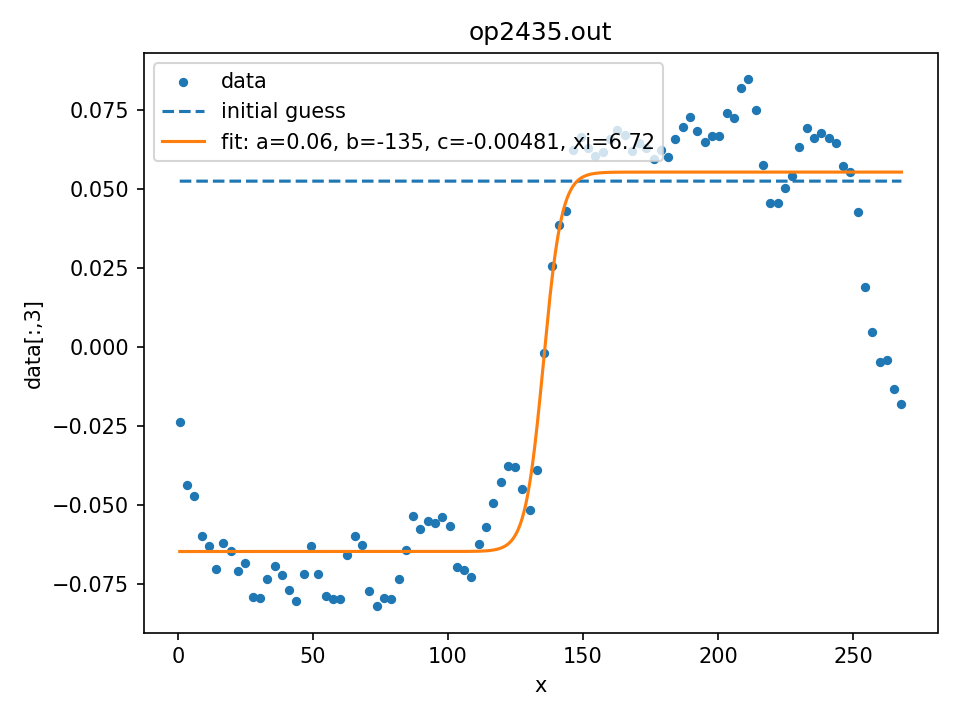 op2435.out
data
initial guess
fit: a=0.06, b=-135, c=-0.00481, xi=6.72
0.075
0.050
0.025
0.000
−0.025
−0.050
−0.075
data[:,3]
0
50
100
150
200
250
x